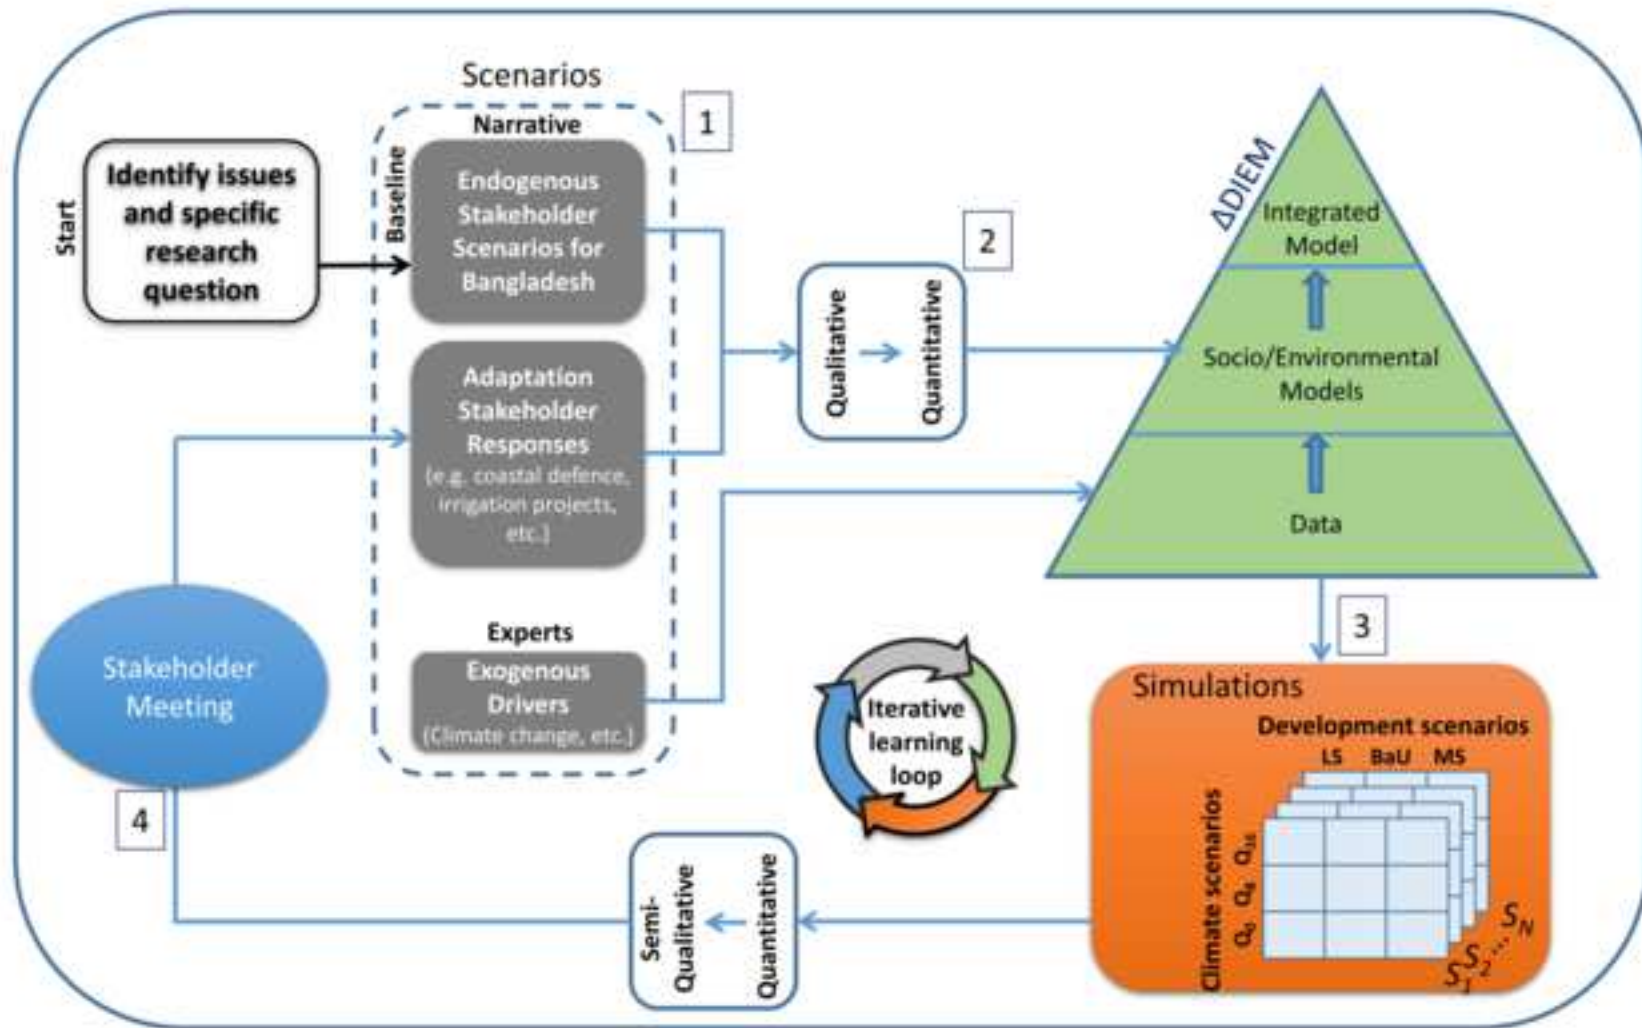 Scenarios
1
Narrative
Start
Identify issues
and specific
research
question
Baseline
Endogenous
Stakeholder
Scenarios for
Bangladesh
Adaptation
Stakeholder
Responses
(e.g. coastal defence,
irrigation projects,
etc.)
Experts
Exogenous
Drivers
(Climate change, etc.)
2
Qualitative
Quantitative
ΔDIEM
Integrated
Model
Socio/Environmental
Models
Data
3
Simulations
Development scenarios
LS BaU MS
Climate scenarios
Q16
Q8
Q0
S1 S2 ... SN
Iterative
learning
loop
Stakeholder
Meeting
4
Semi-
Qualitative
Quantitative